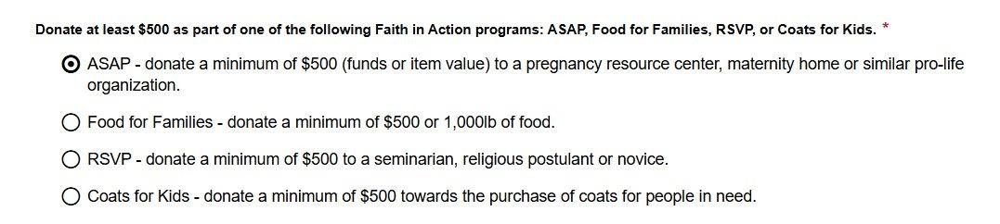 Donate at least $500 as part of one of the following Faith in Action programs: ASAP, Food for Families, RSVP, or Coats for Kids. *
ASAP - donate a minimum of $500 (funds or item value) to a pregnancy resource center, maternity home or similar pro-life
organization.
Food for Families - donate a minimum of $500 or 1,000lb of food.
RSVP - donate a minimum of $500 to a seminarian, religious postulant or novice.
Coats for Kids - donate a minimum of $500 towards the purchase of coats for people in need.